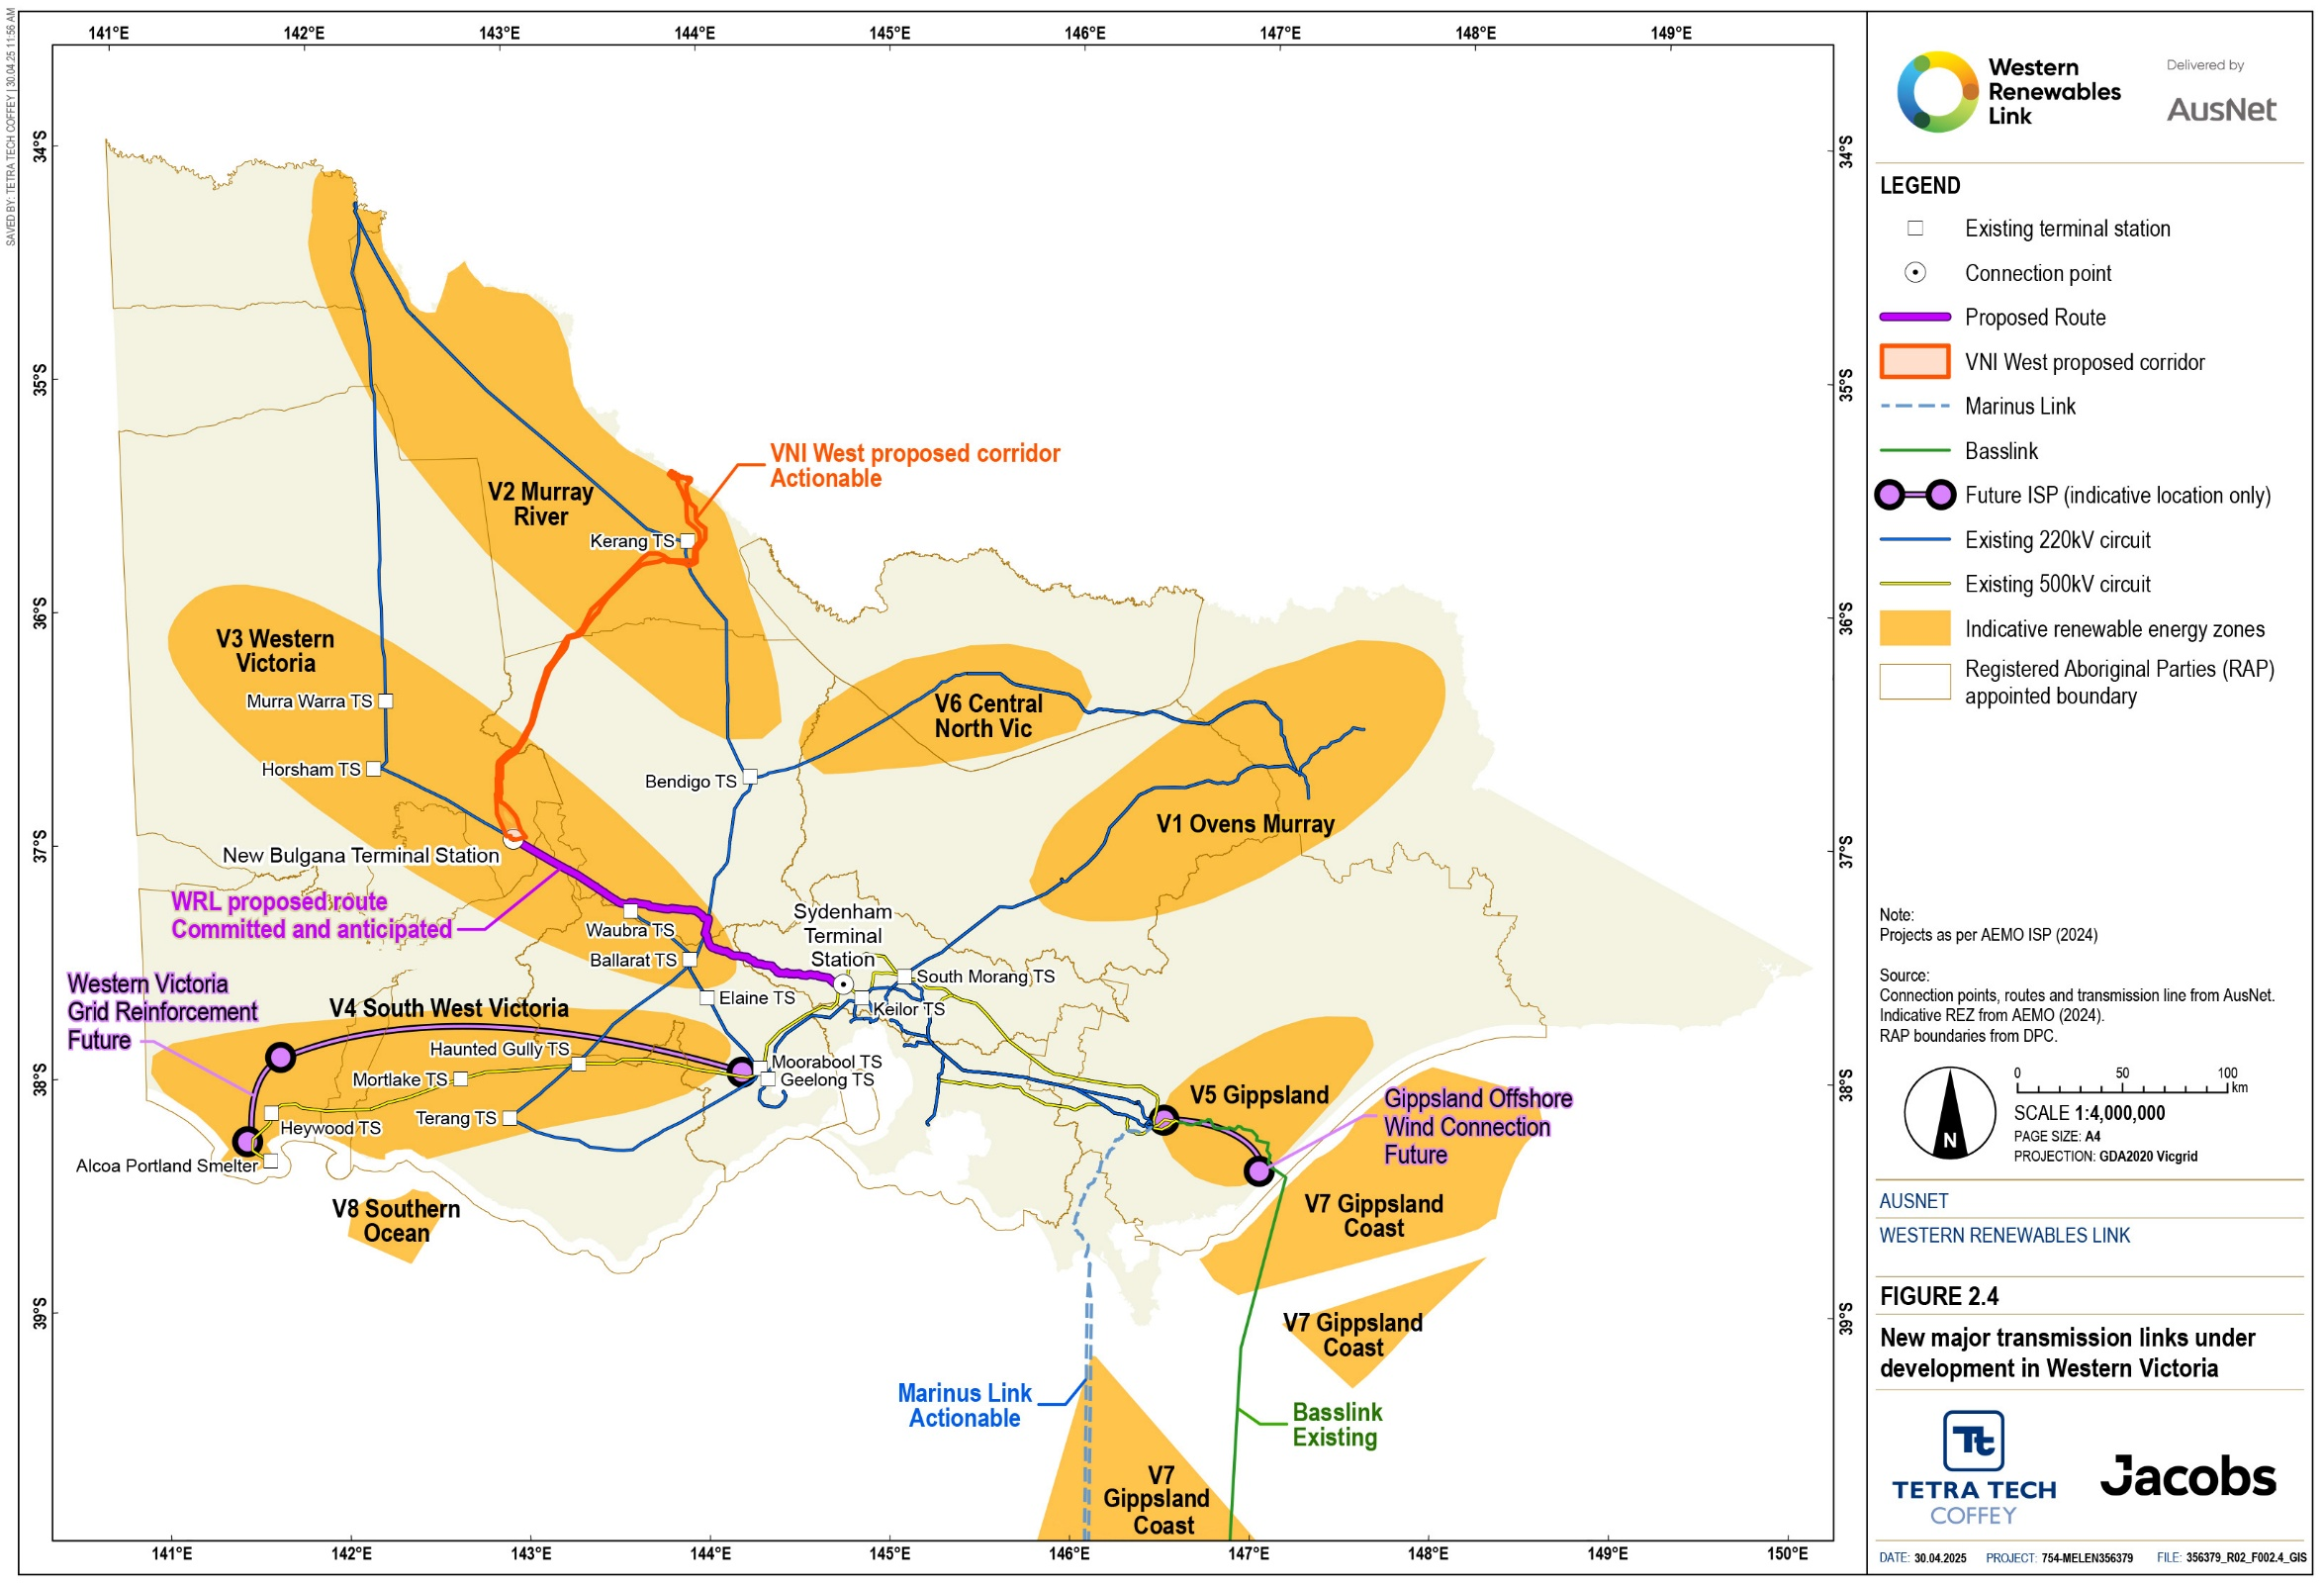 SAVED BY: TETRA TECH COFFEY | 30.04.25 11:56 AM
141°E
142°E
143°E
144°E
145°E
146°E
147°E
148°E
149°E
34°S
35°S
36°S
37°S
38°S
39°S
34°S
35°S
36°S
37°S
38°S
39°S
VNI West proposed corridor
Actionable
V2 Murray
River
Kerang TS
V3 Western
Victoria
Murra Warra TS
V6 Central
North Vic
Horsham TS
Bendigo TS
V1 Ovens Murray
New Bulgana Terminal Station
WRL proposed route
Committed and anticipated
Waubra TS
Sydenham
Terminal
Station
Ballarat TS
South Morang TS
Elaine TS
Keilor TS
Western Victoria
Grid Reinforcement
Future
V4 South West Victoria
Haunted Gully TS
Moorabool TS
Geelong TS
Mortlake TS
Terang TS
Heywood TS
Alcoa Portland Smelter
V5 Gippsland
Gippsland Offshore
Wind Connection
Future
V8 Southern
Ocean
V7 Gippsland
Coast
V7 Gippsland
Coast
Marinus Link
Actionable
Basslink
Existing
V7
Gippsland
Coast
141°E
142°E
143°E
144°E
145°E
146°E
147°E
148°E
149°E
150°E
Western
Renewables
Link
Delivered by
AusNet
LEGEND
Existing terminal station
Connection point
Proposed Route
VNI West proposed corridor
Marinus Link
Basslink
Future ISP (indicative location only)
Existing 220kV circuit
Existing 500kV circuit
Indicative renewable energy zones
Registered Aboriginal Parties (RAP)
appointed boundary
Note:
Projects as per AEMO ISP (2024)
Source:
Connection points, routes and transmission line from AusNet.
Indicative REZ from AEMO (2024).
RAP boundaries from DPC.
N
0 50 100
km
SCALE 1:4,000,000
PAGE SIZE: A4
PROJECTION: GDA2020 Vicgrid
AUSNET
WESTERN RENEWABLES LINK
FIGURE 2.4
New major transmission links under
development in Western Victoria
Tt
TETRA TECH
COFFEY
Jacobs
DATE: 30.04.2025 PROJECT: 754-MELEN356379 FILE: 356379_R02_F002.4_GIS